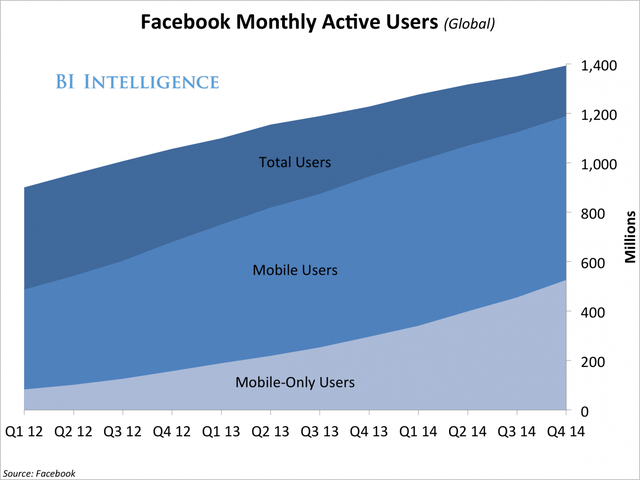 Facebook Monthly Active Users (Global)
BI INTELLIGENCE
1,400
1,200
1,000
800
600
400
200
0
Millions
Total Users
Mobile Users
Mobile-Only Users
Q1 12 Q2 12 Q3 12 Q4 12 Q1 13 Q2 13 Q3 13 Q4 13 Q1 14 Q2 14 Q3 14 Q4 14
Source: Facebook